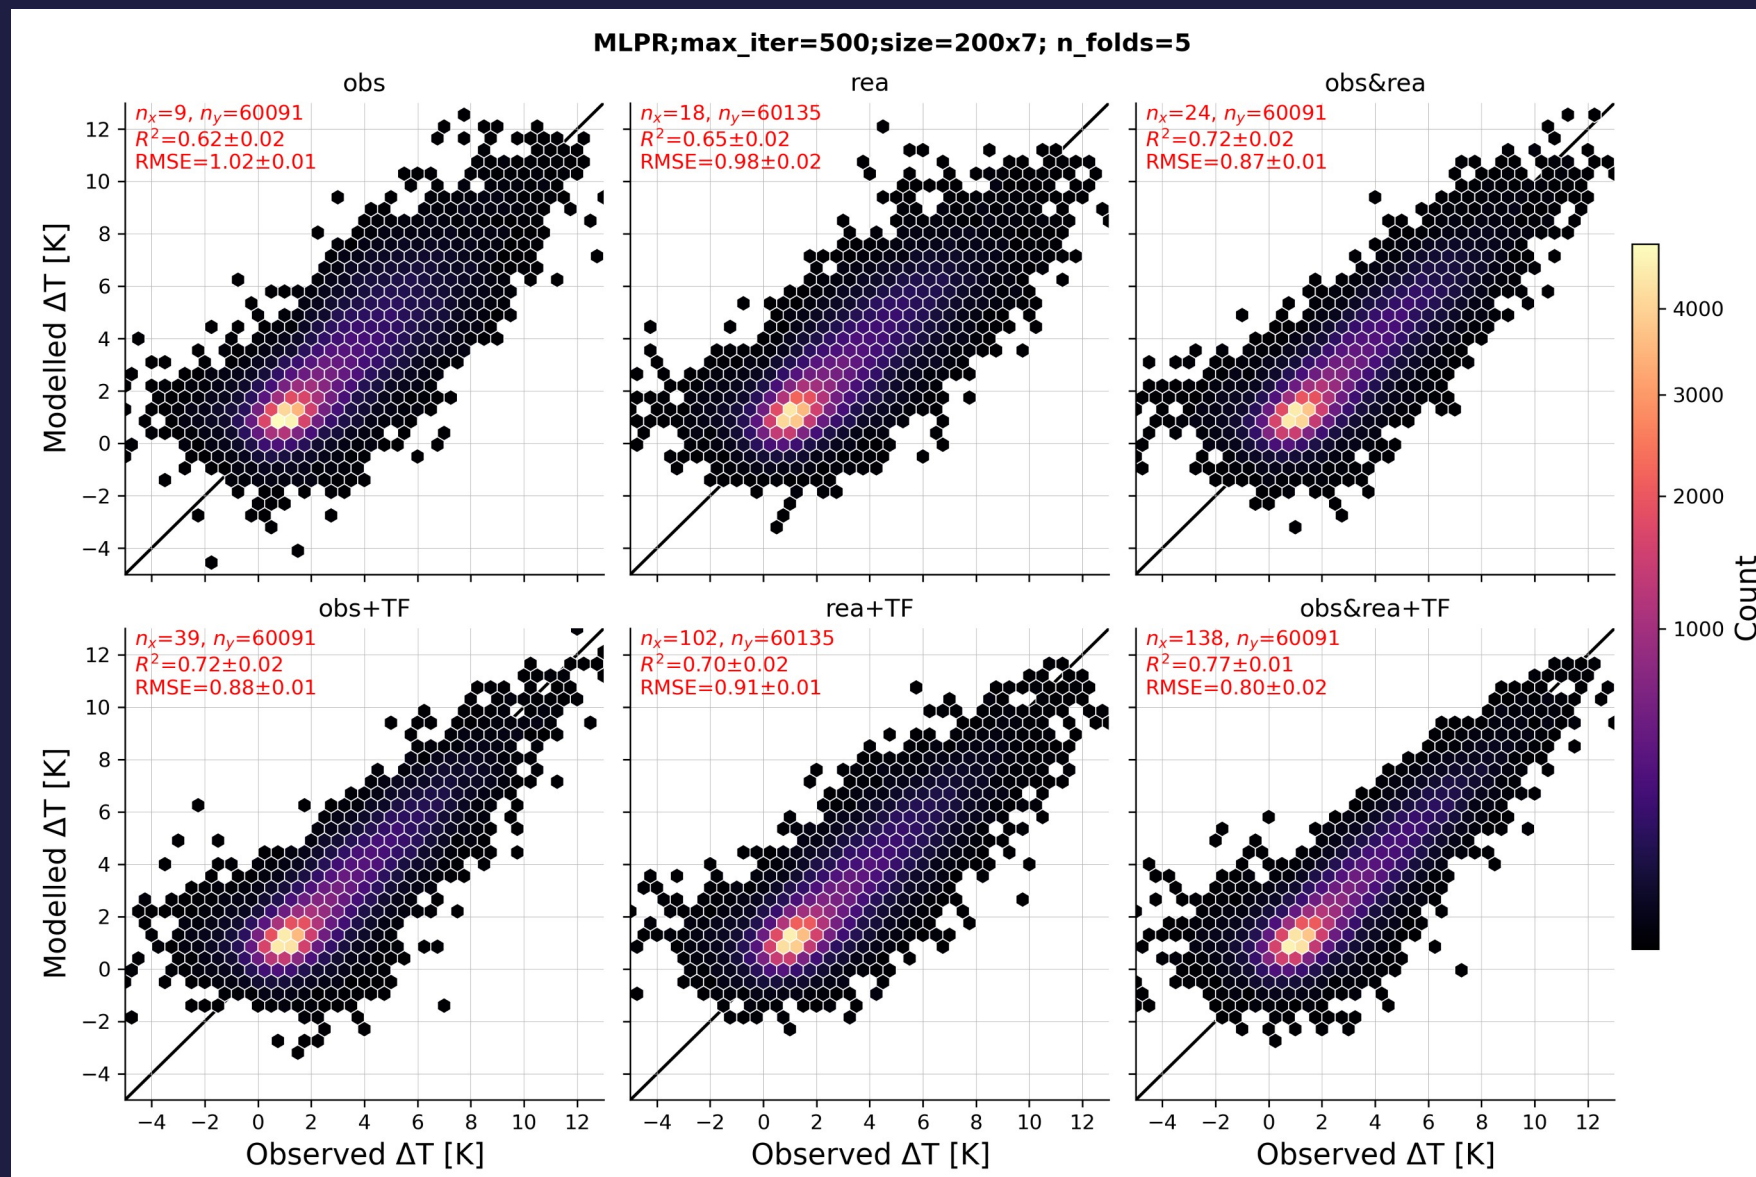 MLPR;max_iter=500;size=200x7; n_folds=5
obs
rea
obs&rea
nx=9, ny=60091
R²=0.62±0.02
RMSE=1.02±0.01
nx=18, ny=60135
R²=0.65±0.02
RMSE=0.98±0.02
nx=24, ny=60091
R²=0.72±0.02
RMSE=0.87±0.01
Modelled ΔT [K]
12
10
8
6
4
2
0
−2
−4
obs+TF
rea+TF
obs&rea+TF
nx=39, ny=60091
R²=0.72±0.02
RMSE=0.88±0.01
nx=102, ny=60135
R²=0.70±0.02
RMSE=0.91±0.01
nx=138, ny=60091
R²=0.77±0.01
RMSE=0.80±0.02
Modelled ΔT [K]
12
10
8
6
4
2
0
−2
−4
−4 −2 0 2 4 6 8 10 12
−4 −2 0 2 4 6 8 10 12
−4 −2 0 2 4 6 8 10 12
Observed ΔT [K]
Observed ΔT [K]
Observed ΔT [K]
4000
3000
2000
1000
Count